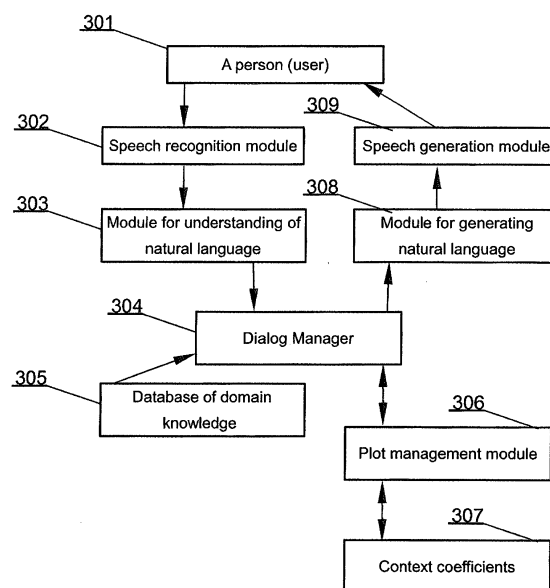 301
A person (user)
302
Speech recognition module
309
Speech generation module
303
Module for understanding of
natural language
308
Module for generating
natural language
304
Dialog Manager
305
Database of domain
knowledge
306
Plot management module
307
Context coefficients